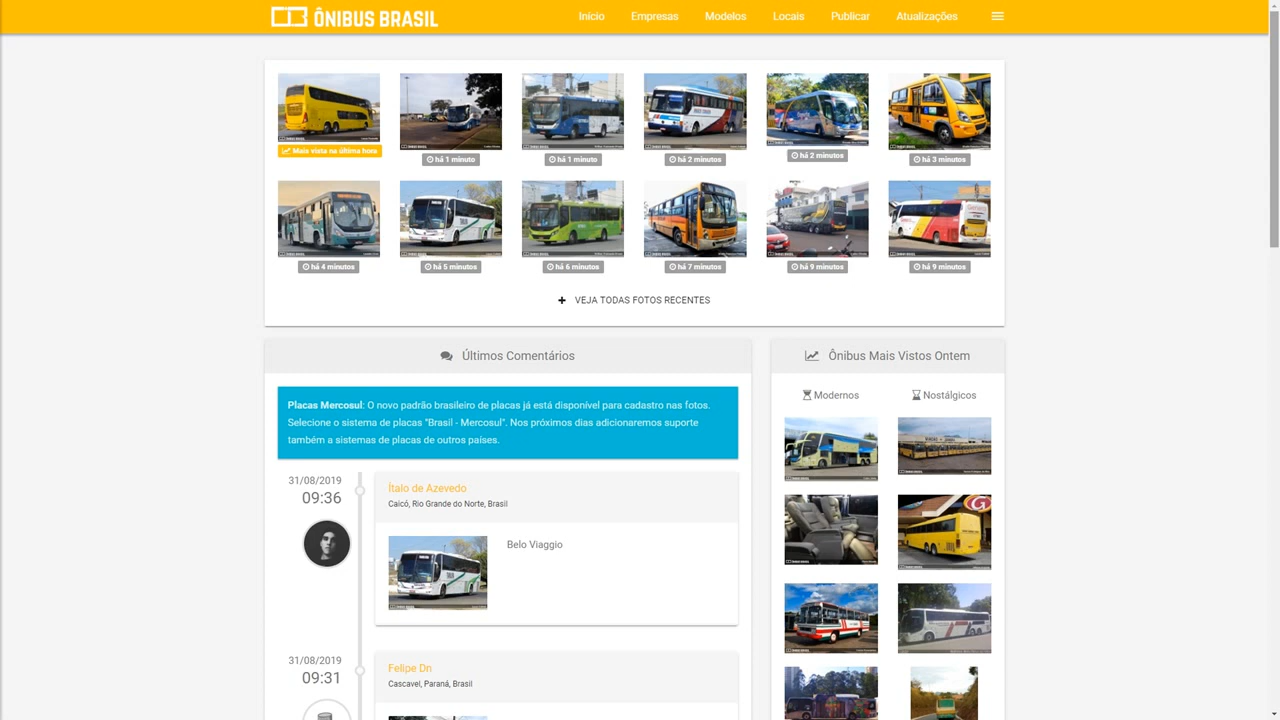 ÔNIBUS BRASIL
Início Empresas Modelos Locais Publicar Atualizações
Mais vista na última hora há 1 minuto há 1 minuto há 2 minutos há 2 minutos há 3 minutos
há 4 minutos há 5 minutos há 6 minutos há 7 minutos há 9 minutos há 9 minutos
VEJA TODAS FOTOS RECENTES
Últimos Comentários
Placas Mercosul: O novo padrão brasileiro de placas já está disponível para cadastro nas fotos.
Selecione o sistema de placas "Brasil - Mercosul". Nos próximos dias adicionaremos suporte
também a sistemas de placas de outros países.
31/08/2019
09:36
Ítalo de Azevedo
Caicó, Rio Grande do Norte, Brasil
Belo Viaggio
31/08/2019
09:31
Felipe Dn
Cascavel, Paraná, Brasil
Ônibus Mais Vistos Ontem
Modernos Nostálgicos